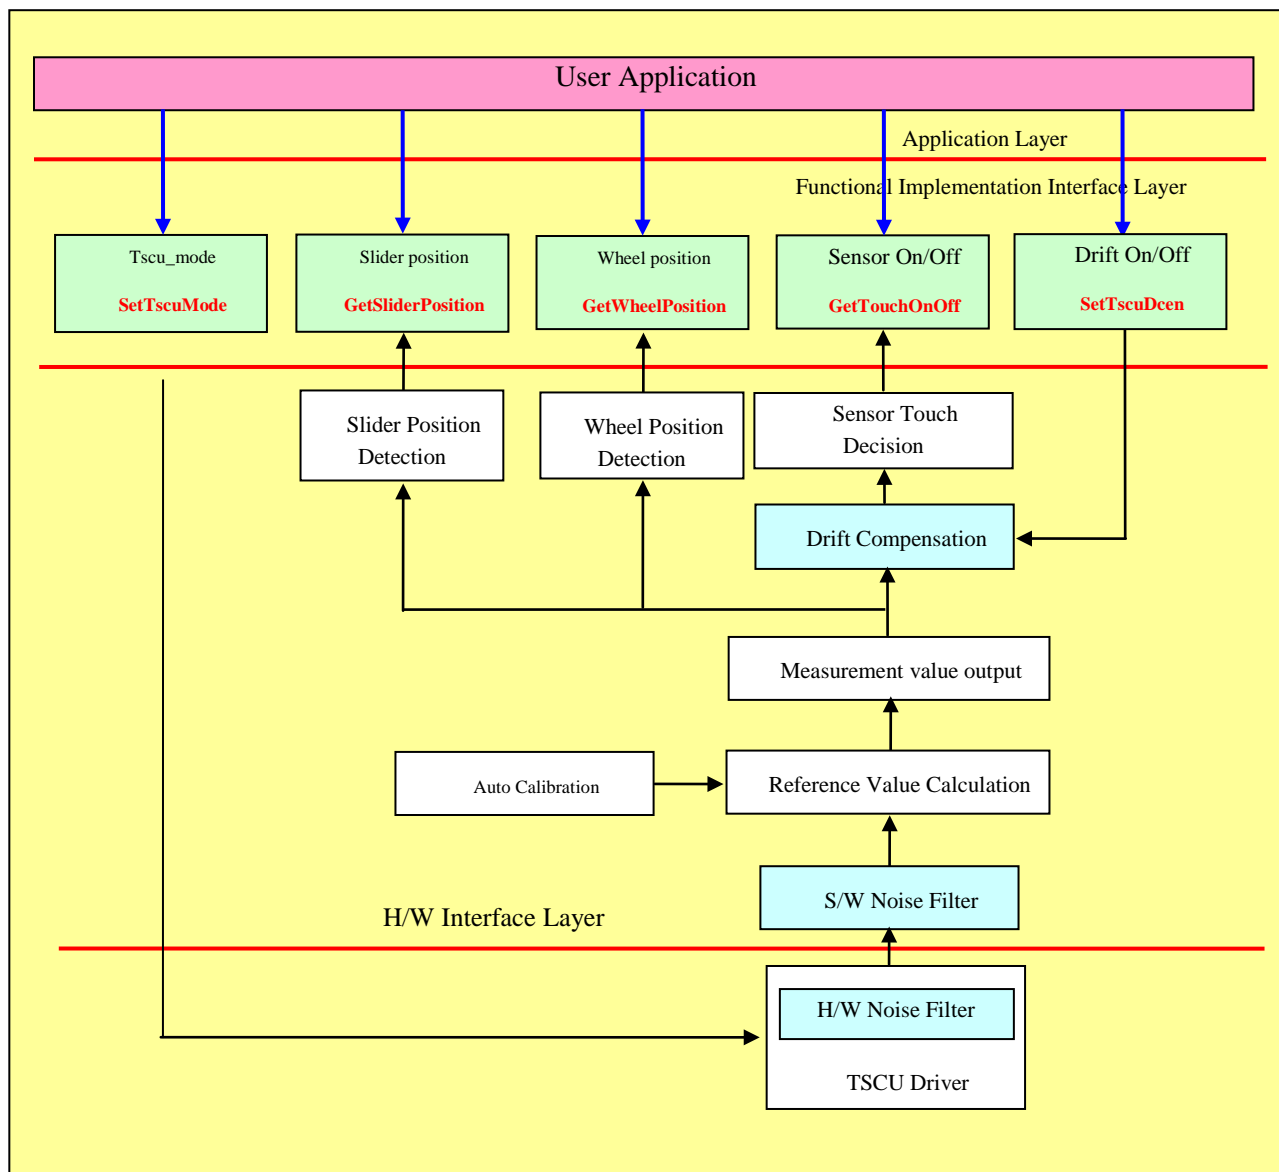 User Application
Application Layer
Functional Implementation Interface Layer
Tscu_mode
SetTscuMode
Slider position
GetSliderPosition
Wheel position
GetWheelPosition
Sensor On/Off
GetTouchOnOff
Drift On/Off
SetTscuDcen
Slider Position
Detection
Wheel Position
Detection
Sensor Touch
Decision
Drift Compensation
Measurement value output
Auto Calibration
Reference Value Calculation
S/W Noise Filter
H/W Interface Layer
H/W Noise Filter
TSCU Driver